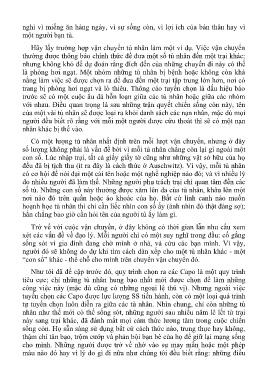 nghỉ vì miếng ăn hàng ngày, vì sự sống còn, vì lợi ích của bản thân hay vì
một người bạn tù.
Hãy lấy trường hợp vận chuyển tù nhân làm một ví dụ. Việc vận chuyển
thường được thông báo chính thức để đưa một số tù nhân đến một trại khác;
nhưng không khó để dự đoán rằng đích đến của những chuyến đi này có thể
là phòng hơi ngạt. Một nhóm những tù nhân bị bệnh hoặc không còn khả
năng làm việc sẽ được chọn ra để đưa đến một trại tập trung lớn hơn, nơi có
trang bị phòng hơi ngạt và lò thiêu. Thông cáo tuyển chọn là dấu hiệu báo
trước sẽ có một cuộc ẩu đả hỗn loạn giữa các tù nhân hoặc giữa các nhóm
với nhau. Điều quan trọng là sau những trận quyết chiến sống còn này, tên
của một vài tù nhân sẽ được loại ra khỏi danh sách các nạn nhân, mặc dù mọi
người đều biết rõ rằng với mỗi một người được cứu thoát thì sẽ có một nạn
nhân khác bị thế vào.
Có một lượng tù nhân nhất định trên mỗi lượt vận chuyển, nhưng ở đây
số lượng không phải là vấn đề bởi vì mỗi tù nhân chẳng còn lại gì ngoài một
con số. Lúc nhập trại, tất cả giấy giấy tờ cũng như những vật sở hữu của họ
đều đã bị tịch thu (ít ra đây là cách thức ở Auschwitz). Vì vậy, mỗi tù nhân
có cơ hội để nói đại một cái tên hoặc một nghề nghiệp nào đó; và vì nhiều lý
do nhiều người đã làm thế. Những người phụ trách trại chỉ quan tâm đến các
số tù. Những con số này thường được xăm lên da của tù nhân, khâu lên một
nơi nào đó trên quần hoặc áo khoác của họ. Bất cứ lính canh nào muốn
hoạnh họe tù nhân thì chỉ cần liếc nhìn con số ấy (ánh nhìn đó thật đáng sợ);
hắn chẳng bao giờ cần hỏi tên của người tù ấy làm gì.
Trở về với cuộc vận chuyển, ở đây chẳng có thời gian lẫn nhu cầu xem
xét các vấn đề về đạo lý. Mỗi người chỉ có một suy nghĩ trong đầu: cố gắng
sống sót vì gia đình đang chờ mình ở nhà, và cứu các bạn mình. Vì vậy,
người đó sẽ không do dự khi tìm cách dàn xếp cho một tù nhân khác - một
“con số” khác - thế chỗ cho mình trên chuyến vận chuyển đó.
Như tôi đã đề cập trước đó, quy trình chọn ra các Capo là một quy trình
tiêu cực; chỉ những tù nhân hung bạo nhất mới được chọn để làm những
công việc này (mặc dù cũng có những ngoại lệ thú vị). Nhưng ngoài việc
tuyển chọn các Capo được lực lượng SS tiến hành, còn có một loại quá trình
tự tuyển chọn luôn diễn ra giữa các tù nhân. Nhìn chung, chỉ còn những tù
nhân như thế mới có thể sống sót, những người sau nhiều năm lê lết từ trại
này sang trại khác, đã đánh mất mọi cảm thức lương tâm trong cuộc chiến
sống còn. Họ sẵn sàng sử dụng bất cứ cách thức nào, trung thực hay không,
thậm chí tàn bạo, trộm cướp và phản bội bạn bè của họ để giữ lại mạng sống
cho mình. Những người được trở về nhờ vào sự may mắn hoặc một phép
màu nào đó hay vì lý do gì đi nữa như chúng tôi đều biết rằng: những điều